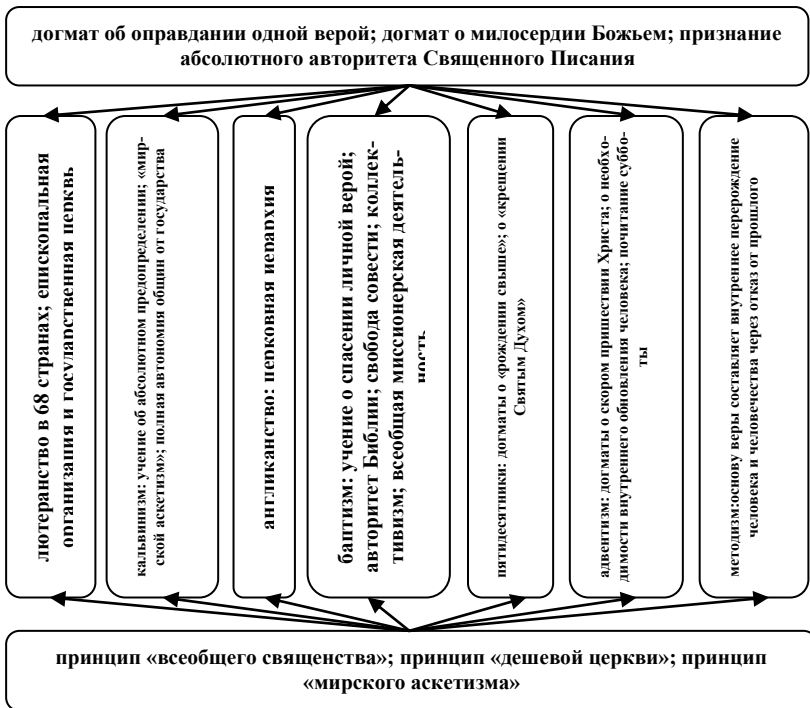 догмат об оправдании одной верой; догмат о милосердии Божьем; признание
абсолютного авторитета Священного Писания
лютеранство в 68 странах; епископальная
организация и государственная церквь
кальвинизм: учение об абсолютном предопределении; «мир-
ской аскетизм»; полная автономия общин от государства
англиканство: церковная иерархия
баптизм: учение о спасении личной верой;
авторитет Библии; свобода совести; коллек-
тивизм; всеобщая миссионерская деятель-
ность
пятидесятники: догматы о «рождении свыше»; о «крещении
Святым Духом»
адвентизм: догматы о скором пришествии Христа; о необхо-
димости внутреннего обновления человека; почитание суббо-
ты
методизм:основу веры составляет внутреннее перерождение
человека и человечества через отказ от прошлого
принцип «всеобщего священства»; принцип «дешевой церкви»; принцип
«мирского аскетизма»